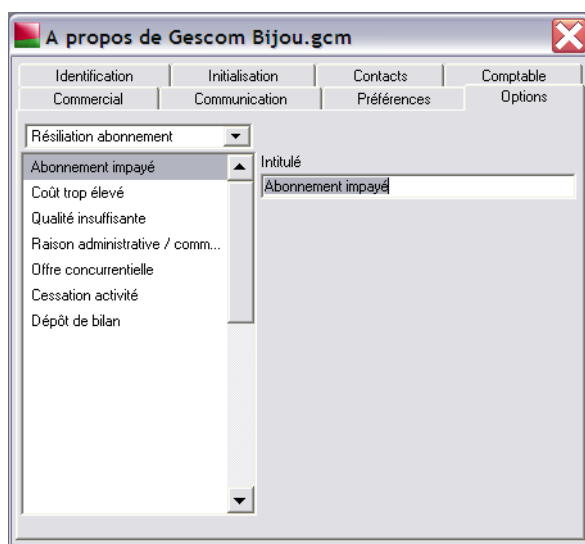 A propos de Gescom Bijou.gcm
Identification Initialisation Contacts Comptable
Commercial Communication Préférences Options
Résiliation abonnement
Abonnement impayé
Coût trop élevé
Qualité insuffisante
Raison administrative / comm...
Offre concurrentielle
Cessation activité
Dépôt de bilan
Intitulé
Abonnement impayé